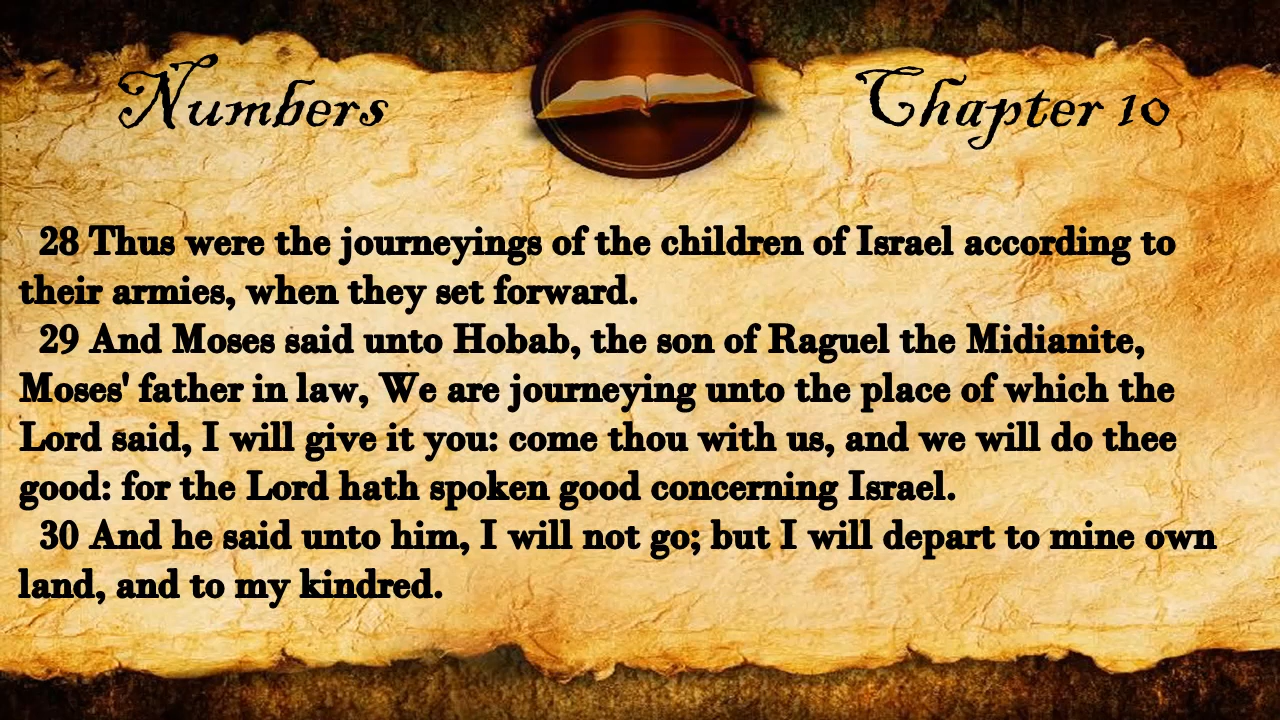 Numbers
Chapter 10
28 Thus were the journeyings of the children of Israel according to
their armies, when they set forward.
29 And Moses said unto Hobab, the son of Raguel the Midianite,
Moses' father in law, We are journeying unto the place of which the
Lord said, I will give it you: come thou with us, and we will do thee
good: for the Lord hath spoken good concerning Israel.
30 And he said unto him, I will not go; but I will depart to mine own
land, and to my kindred.